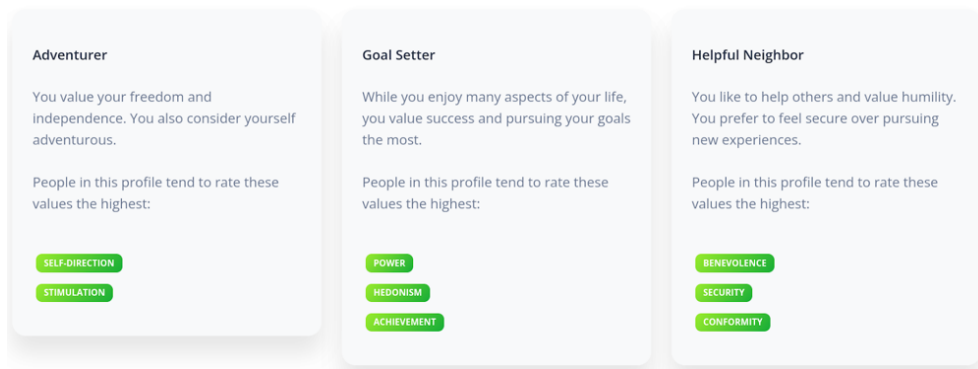 Adventurer
You value your freedom and
independence. You also consider yourself
adventurous.
People in this profile tend to rate these
values the highest:
SELF-DIRECTION
STIMULATION
Goal Setter
While you enjoy many aspects of your life,
you value success and pursuing your goals
the most.
People in this profile tend to rate these
values the highest:
POWER
HEDONISM
ACHIEVEMENT
Helpful Neighbor
You like to help others and value humility.
You prefer to feel secure over pursuing
new experiences.
People in this profile tend to rate these
values the highest:
BENEVOLENCE
SECURITY
CONFORMITY